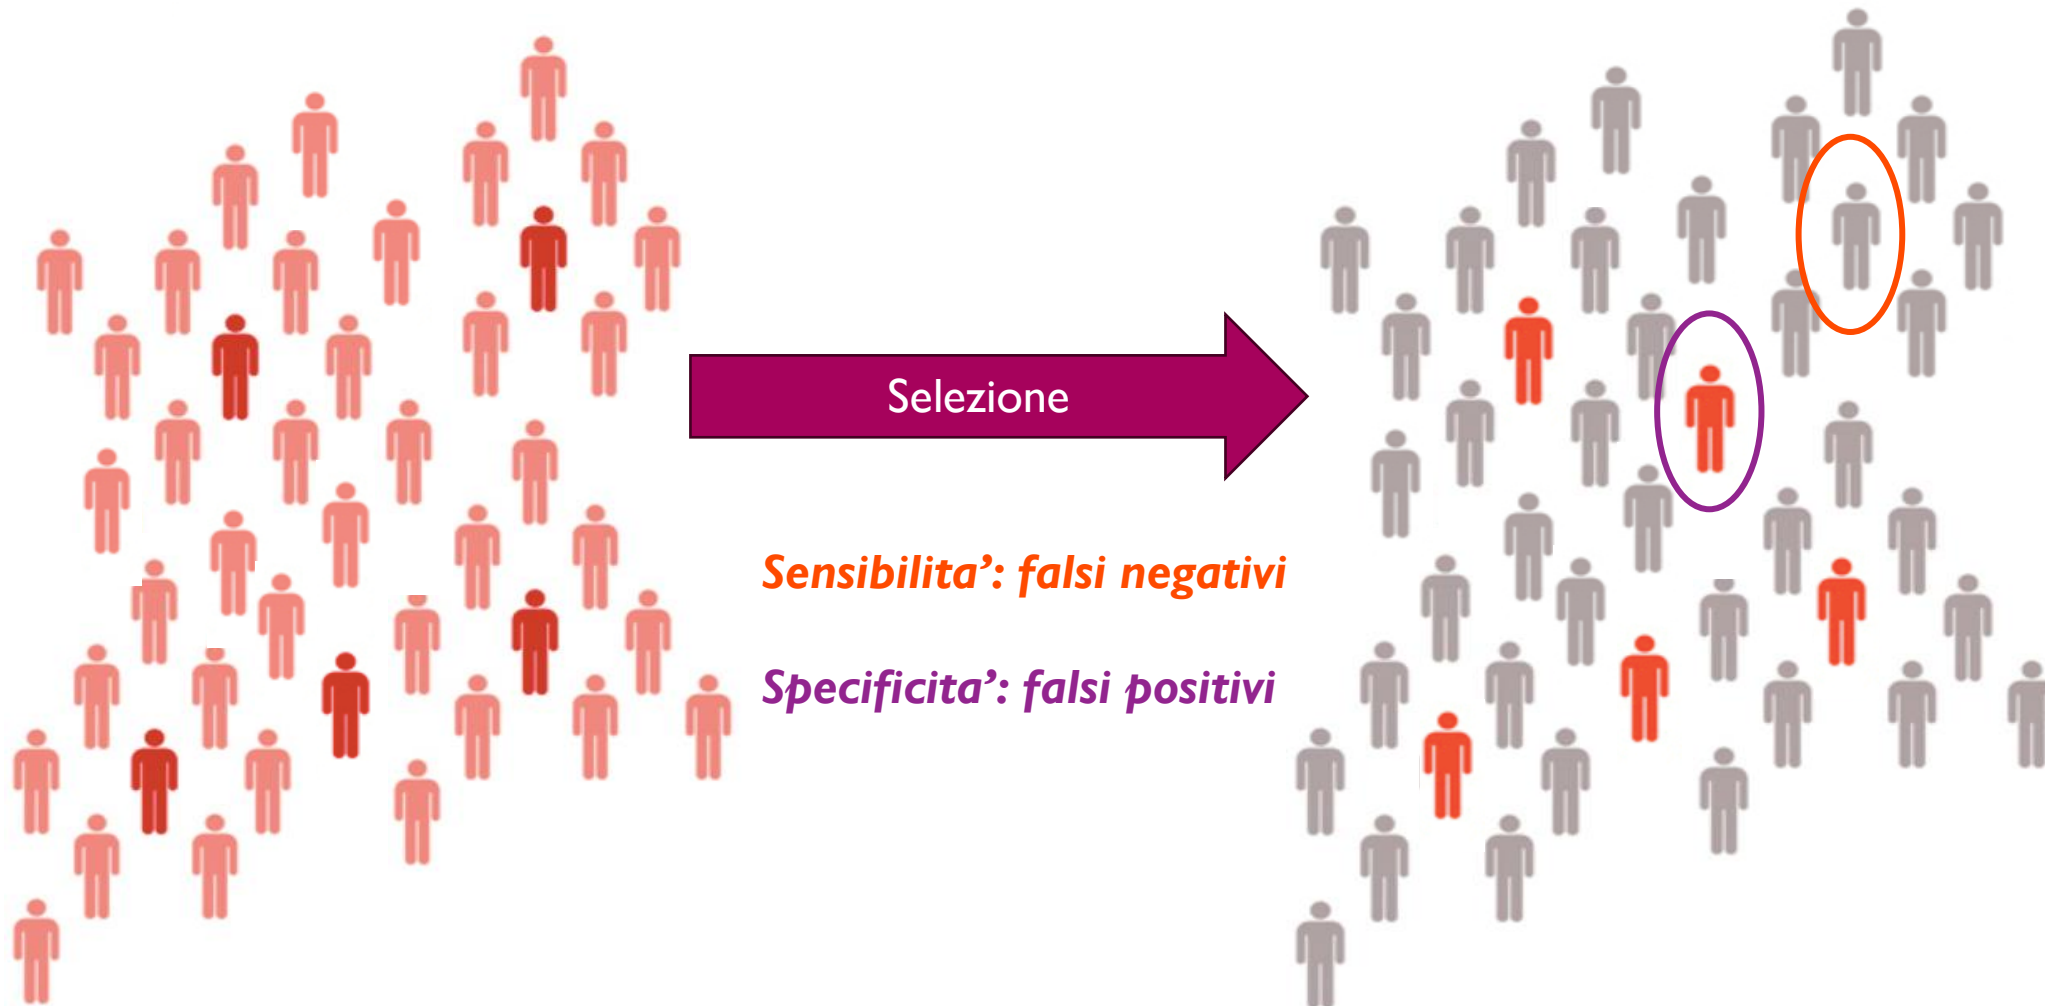 Selezione
Sensibilita’: falsi negativi
Specificita’: falsi positivi